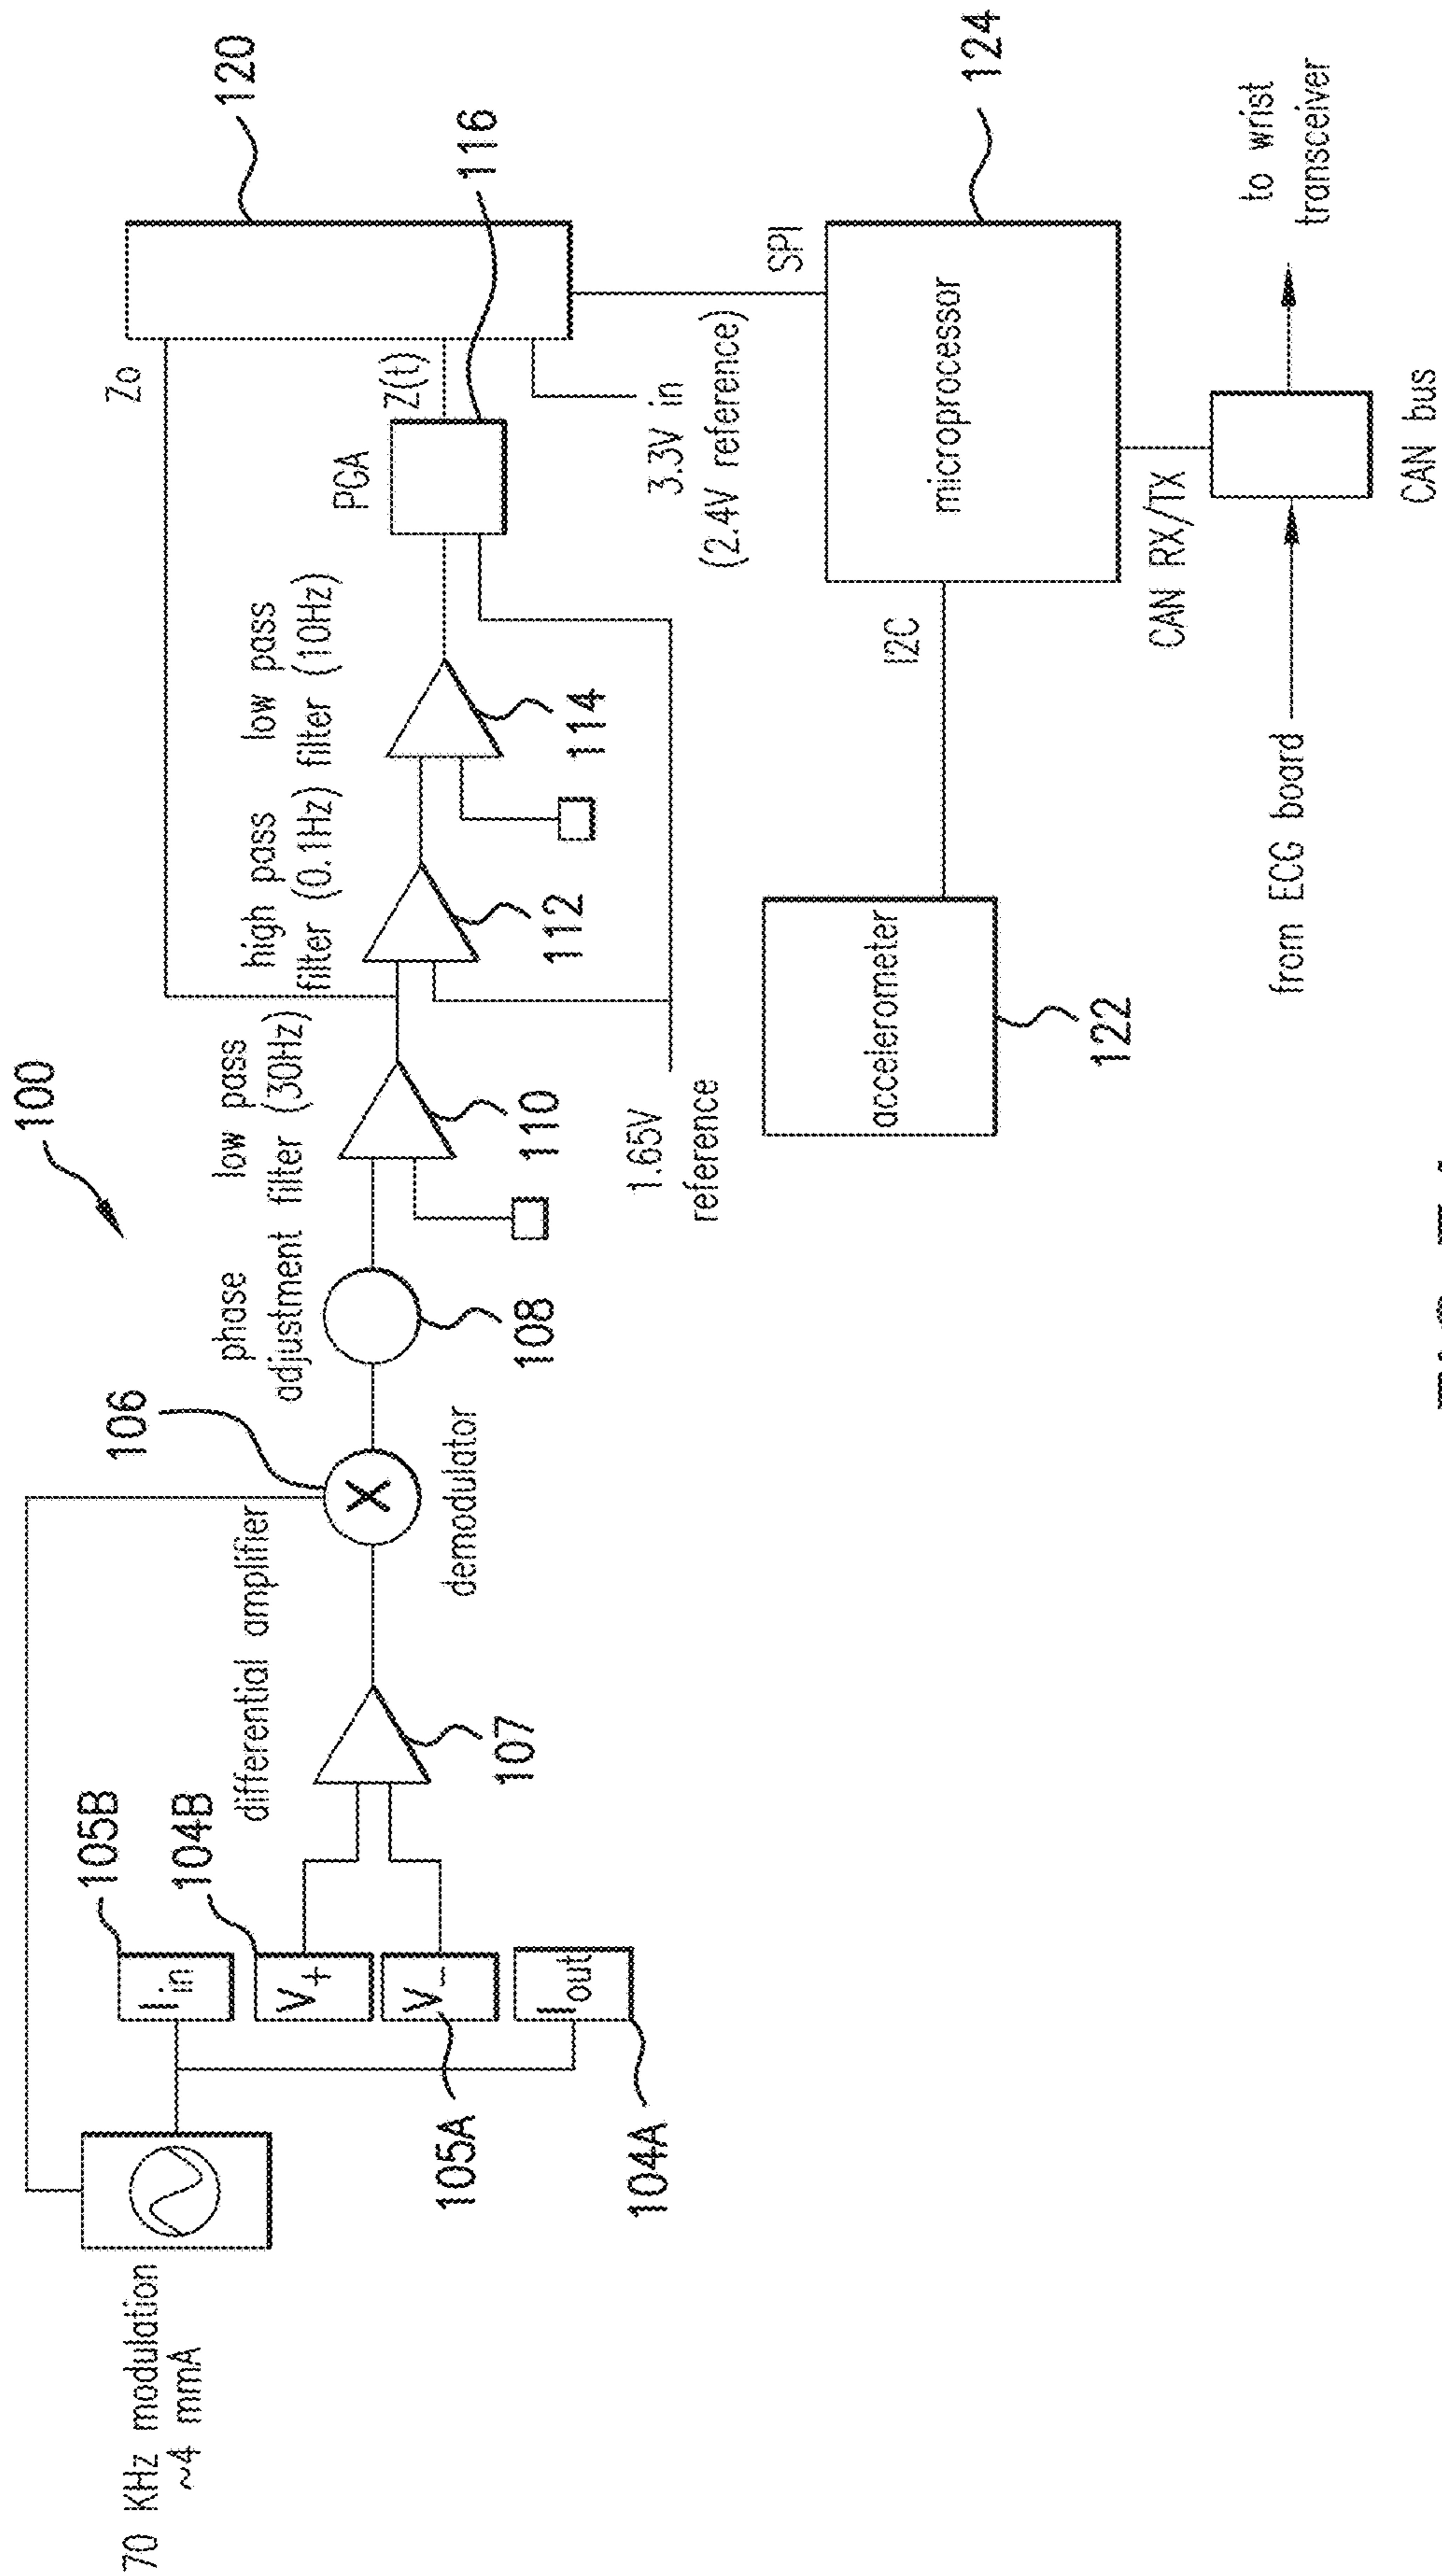 100
70 KHz modulation
~4 mmA
105B
Iin
104B
V+
V-
105A
Iout
104A
differential amplifier
107
106
X
demodulator
phase
adjustment
108
low pass
filter (30Hz)
110
high pass
filter (0.1Hz)
112
low pass
filter (10Hz)
114
1.65V
reference
PGA
116
Zo
Z(t)
120
3.3V in
(2.4V reference)
SPI
accelerometer
122
I2C
microprocessor
124
CAN RX/TX
from ECG board
to wrist
transceiver
CAN bus